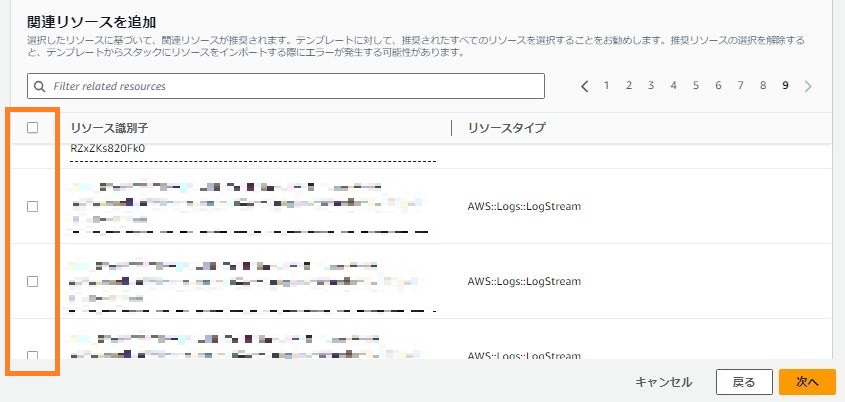 関連リソースを追加
選択したリソースに基づいて、関連リソースが推奨されます。テンプレートに対して、推奨されたすべてのリソースを選択することをお勧めします。推奨リソースの選択を解除する
と、テンプレートからスタックにリソースをインポートする際にエラーが発生する可能性があります。
Filter related resources
1 2 3 4 5 6 7 8 9
リソース識別子 リソースタイプ
RZxZKs820Fk0
AWS::Logs::LogStream
AWS::Logs::LogStream
AWS::Logs::LogStream
キャンセル 戻る 次へ